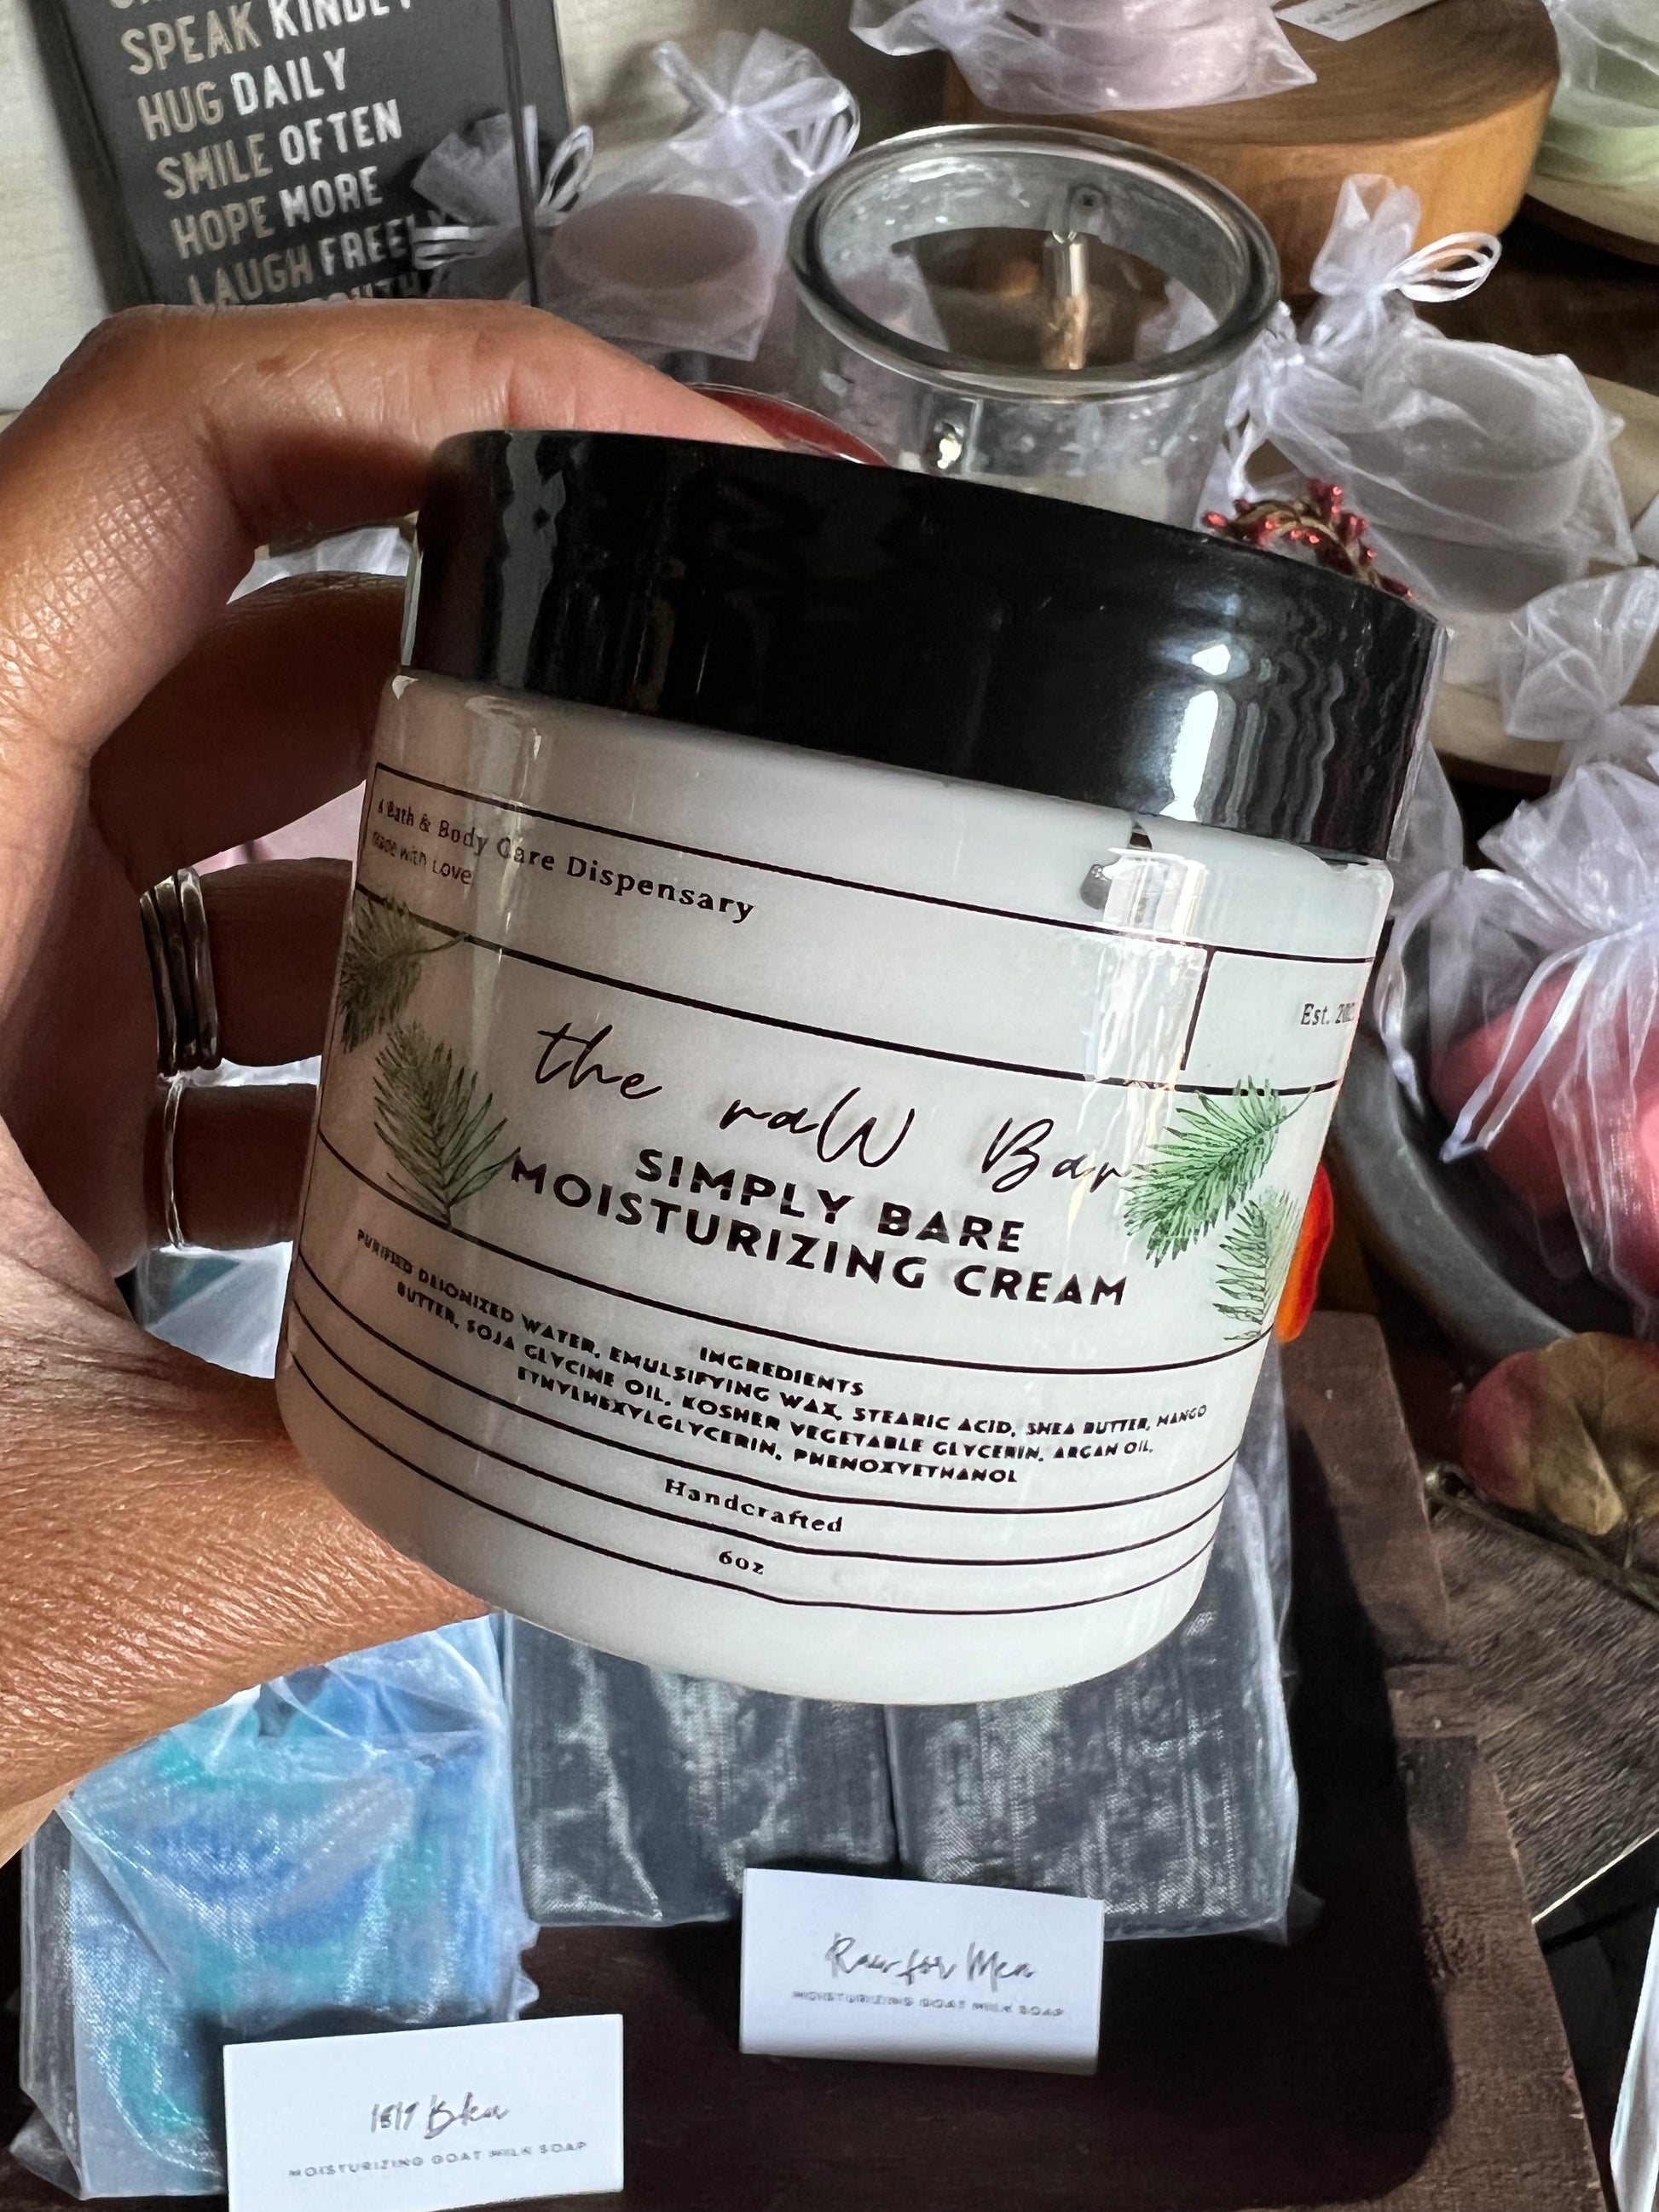 SPEAK KINDLY
HUG DAILY
SMILE OFTEN
HOPE MORE
LAUGH FREELY
A Bath & Body Care Dispensary
made with Love
Est.
the raW Bar
SIMPLY BARE
MOISTURIZING CREAM
INGREDIENTS
PURIFIED DEIONIZED WATER, EMULSIFYING WAX, STEARIC ACID, SHEA BUTTER, MANGO
BUTTER, SOJA GLYCINE OIL, KOSHER VEGETABLE GLYCERIN, ARGAN OIL,
ETHYLHEXYLGLYCERIN, PHENOXYETHANOL
Handcrafted
6oz
Raw for Men
MOISTURIZING GOAT MILK SOAP
MOISTURIZING GOAT MILK SOAP